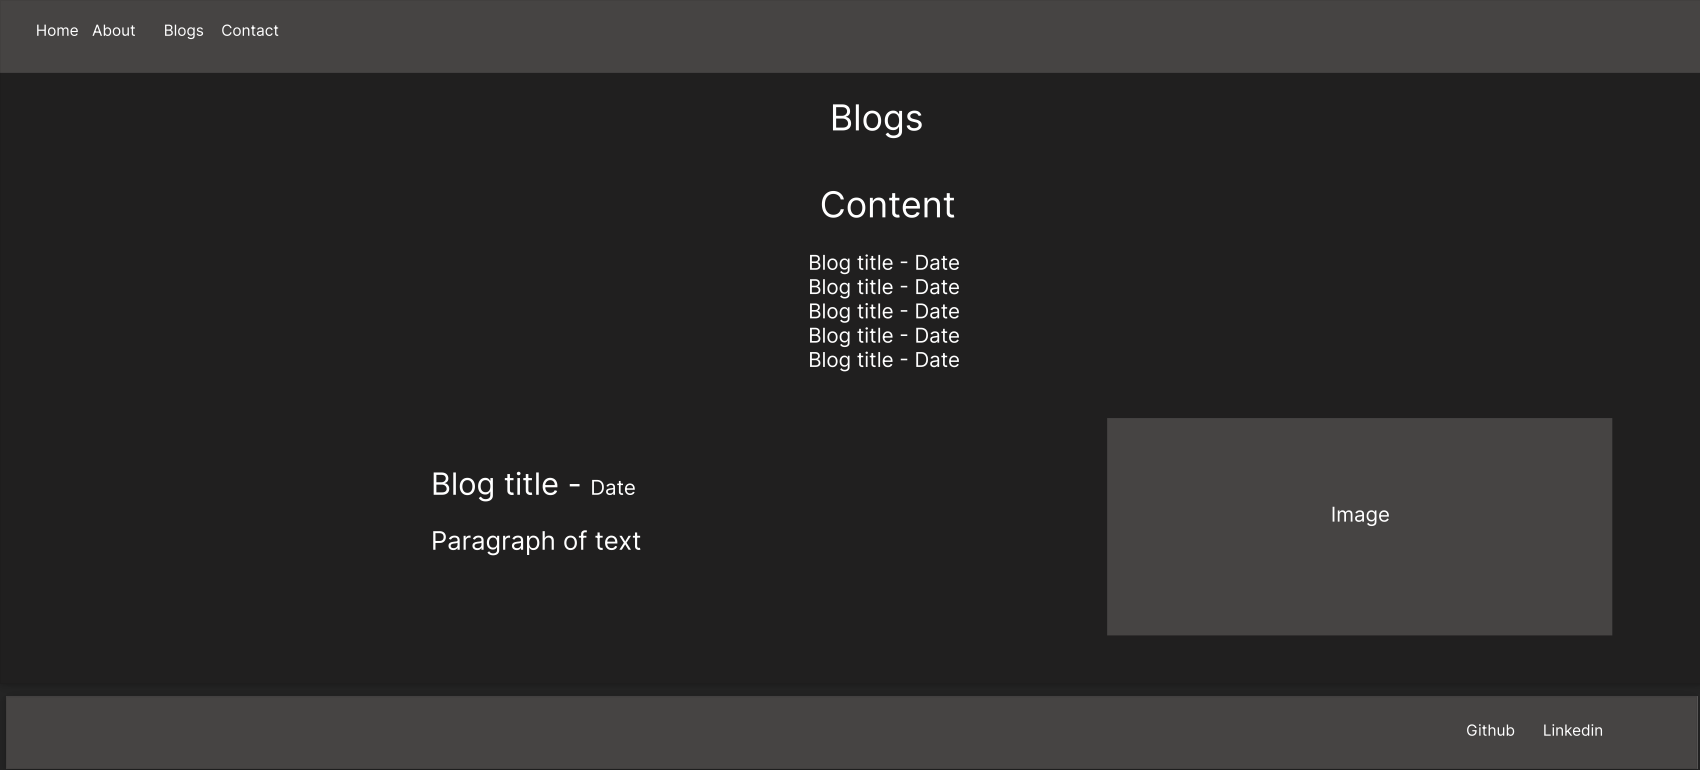 Home About Blogs Contact
Blogs
Content
Blog title - Date
Blog title - Date
Blog title - Date
Blog title - Date
Blog title - Date
Blog title - Date
Paragraph of text
Image
Github Linkedin